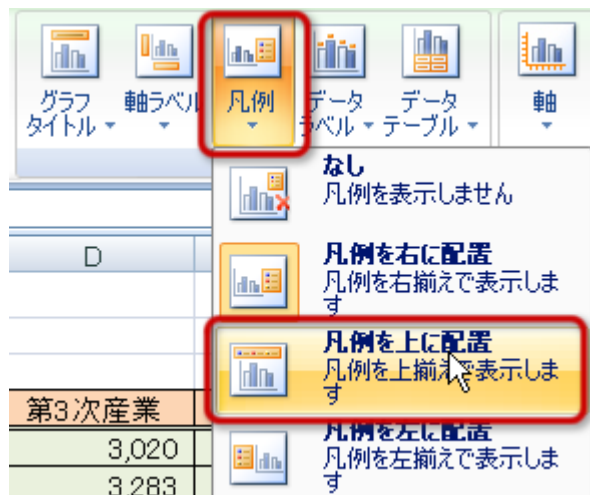 グラフ
タイトル
軸ラベル
凡例
データ
ラベル
データ
テーブル
軸
なし
凡例を表示しません
凡例を右に配置
凡例を右揃えで表示しま
す
凡例を上に配置
凡例を上揃えで表示しま
す
凡例を左に配置
凡例を左揃えで表示しま
す
D
第3次産業
3,020
3,283